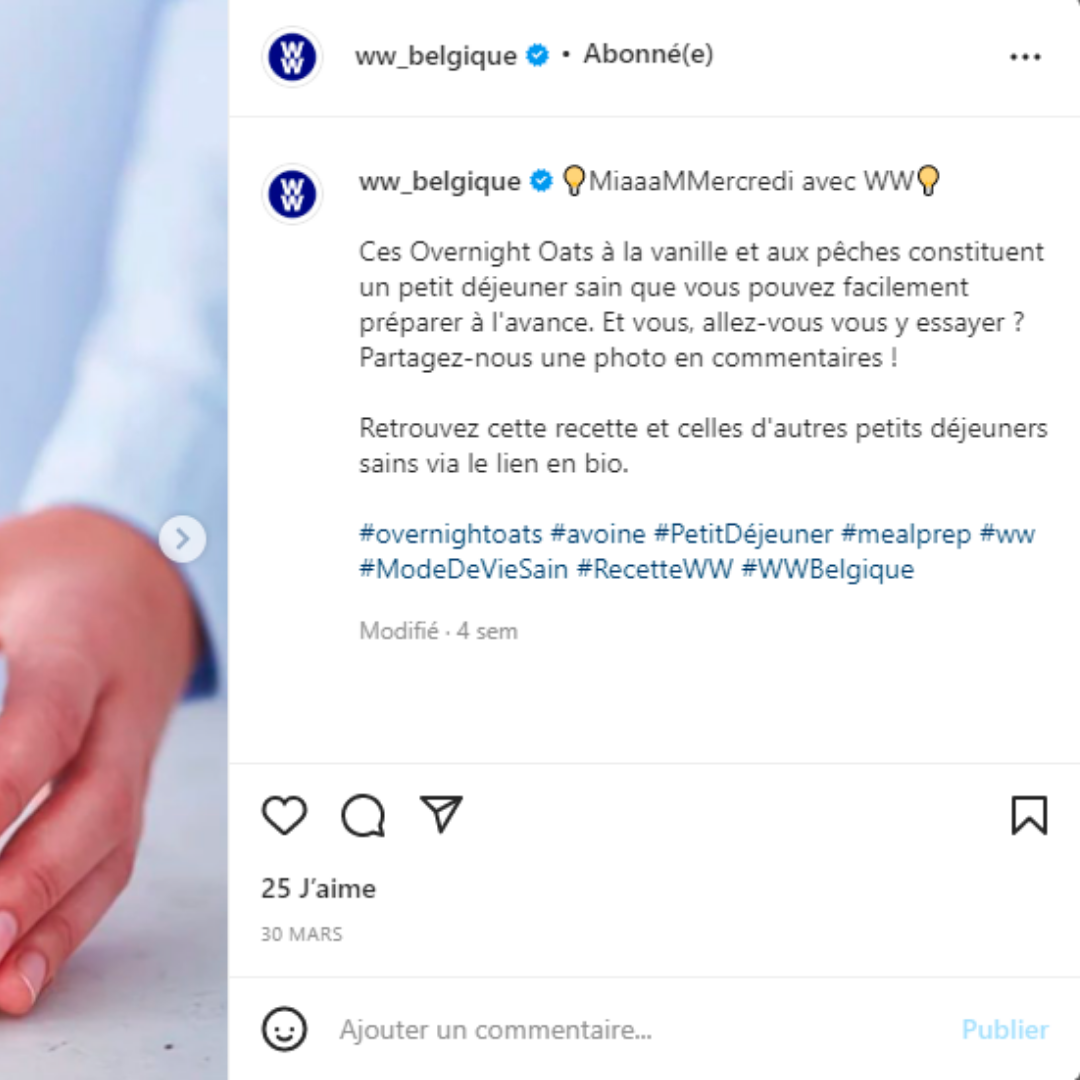 WW
ww_belgique • Abonné(e)
WW
ww_belgique 💡MiaaaMMercredi avec WW💡
Ces Overnight Oats à la vanille et aux pêches constituent
un petit déjeuner sain que vous pouvez facilement
préparer à l'avance. Et vous, allez-vous vous y essayer ?
Partagez-nous une photo en commentaires !
Retrouvez cette recette et celles d'autres petits déjeuners
sains via le lien en bio.
#overnightoats #avoine #PetitDéjeuner #mealprep #ww
#ModeDeVieSain #RecetteWW #WWBelgique
Modifié · 4 sem
25 J’aime
30 MARS
Ajouter un commentaire... Publier